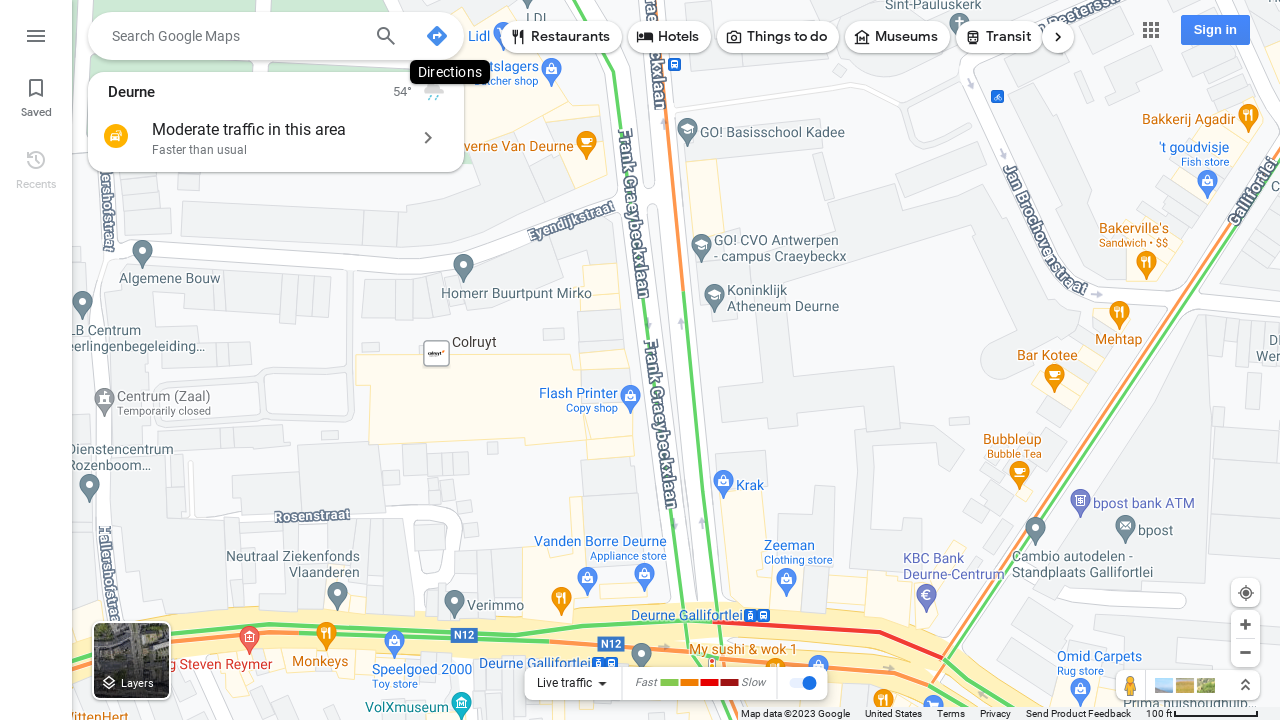 Search Google Maps
Directions
Saved
Recents
Deurne
54°
Moderate traffic in this area
Faster than usual
Restaurants
Hotels
Things to do
Museums
Transit
Sign in
LDL
Lidl
Sint-Pauluskerk
GO! Basisschool Kadee
Bakkerij Agadir
't goudvisje
Fish store
Frank Craeybeckxlaan
Jan Brochovenstraat
Gallifortlei
Eyendijkstraat
Bakerville's
Sandwich • $$
GO! CVO Antwerpen
- campus Craeybeckx
Algemene Bouw
Homerr Buurtpunt Mirko
Koninklijk
Atheneum Deurne
Mehtap
Colruyt
Bar Kotee
Frank Craeybeckxlaan
Centrum (Zaal)
Temporarily closed
Flash Printer
Copy shop
Bubbleup
Bubble Tea
Dienstencentrum
Rozenboom...
Krak
bpost bank ATM
Rosenstraat
bpost
Vanden Borre Deurne
Appliance store
Zeeman
Clothing store
Neutraal Ziekenfonds
Vlaanderen
KBC Bank
Deurne-Centrum
Cambio autodelen -
Standplaats Gallifortlei
Verimmo
Deurne Gallifortlei
N12
N12
Monkeys
My sushi & wok 1
Speelgoed 2000
Toy store
Deurne Gallifortlei
Omid Carpets
Rug store
VolXmuseum
Layers
Live traffic
Fast
Slow
Map data ©2023 Google
United States
Terms
Privacy
Send Product Feedback
100 ft